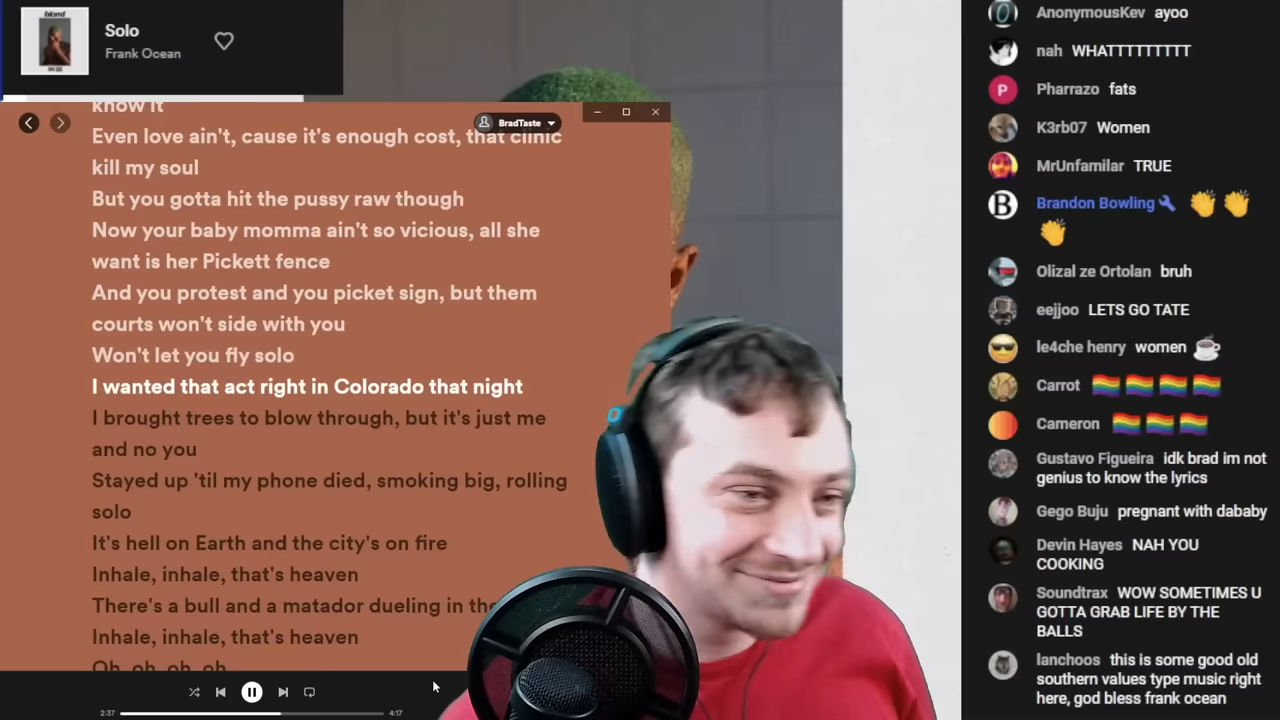 blond
Solo
Frank Ocean
know it
BradTaste
Even love ain't, cause it's enough cost, that clinic
kill my soul
But you gotta hit the pussy raw though
Now your baby momma ain't so vicious, all she
want is her Pickett fence
And you protest and you picket sign, but them
courts won't side with you
Won't let you fly solo
I wanted that act right in Colorado that night
I brought trees to blow through, but it's just me
and no you
Stayed up 'til my phone died, smoking big, rolling
solo
It's hell on Earth and the city's on fire
Inhale, inhale, that's heaven
There's a bull and a matador dueling in the
Inhale, inhale, that's heaven
Oh, oh, oh, oh
2:37
4:17
AnonymousKev ayoo
nah WHATTTTTTTTT
P Pharrazo fats
K3rb07 Women
MrUnfamilar TRUE
B Brandon Bowling 👏 👏
👏
Olizal ze Ortolan bruh
eejjoo LETS GO TATE
le4che henry women ☕
Carrot 🏳️‍🌈 🏳️‍🌈 🏳️‍🌈 🏳️‍🌈
Cameron 🏳️‍🌈 🏳️‍🌈 🏳️‍🌈
Gustavo Figueira idk brad im not
genius to know the lyrics
Gego Buju pregnant with dababy
Devin Hayes NAH YOU
COOKING
Soundtrax WOW SOMETIMES U
GOTTA GRAB LIFE BY THE
BALLS
lanchoos this is some good old
southern values type music right
here, god bless frank ocean